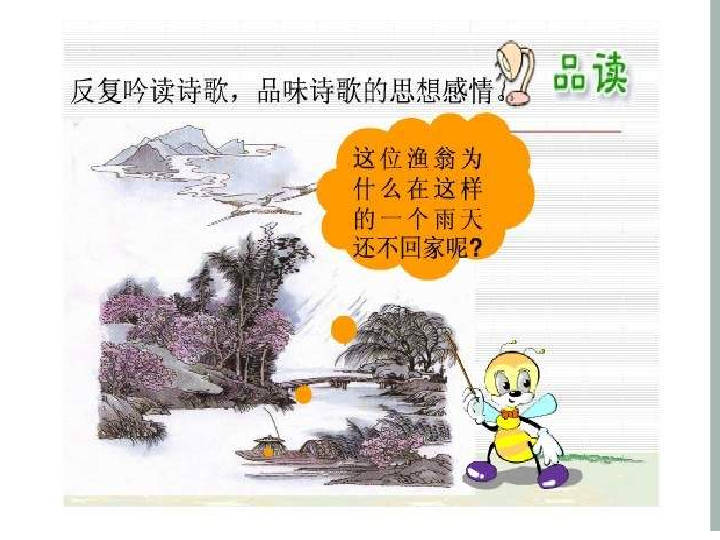 品读
反复吟读诗歌，品味诗歌的思想感情。
这位渔翁为
什么在这样
的一个雨天
还不回家呢?